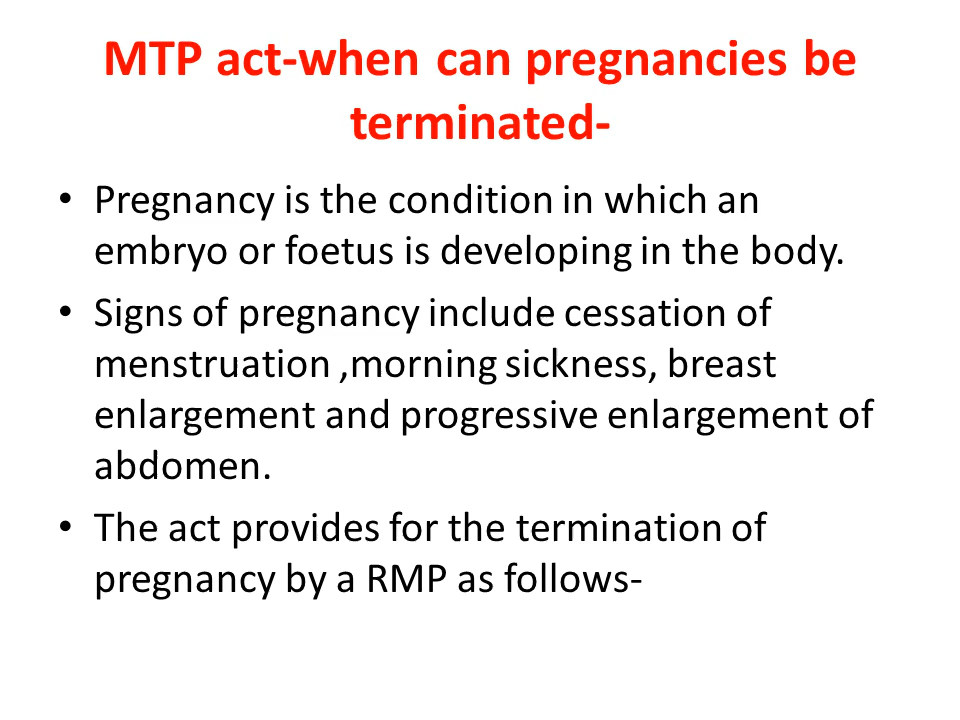 MTP act-when can pregnancies be
terminated-
• Pregnancy is the condition in which an
embryo or foetus is developing in the body.
• Signs of pregnancy include cessation of
menstruation ,morning sickness, breast
enlargement and progressive enlargement of
abdomen.
• The act provides for the termination of
pregnancy by a RMP as follows-